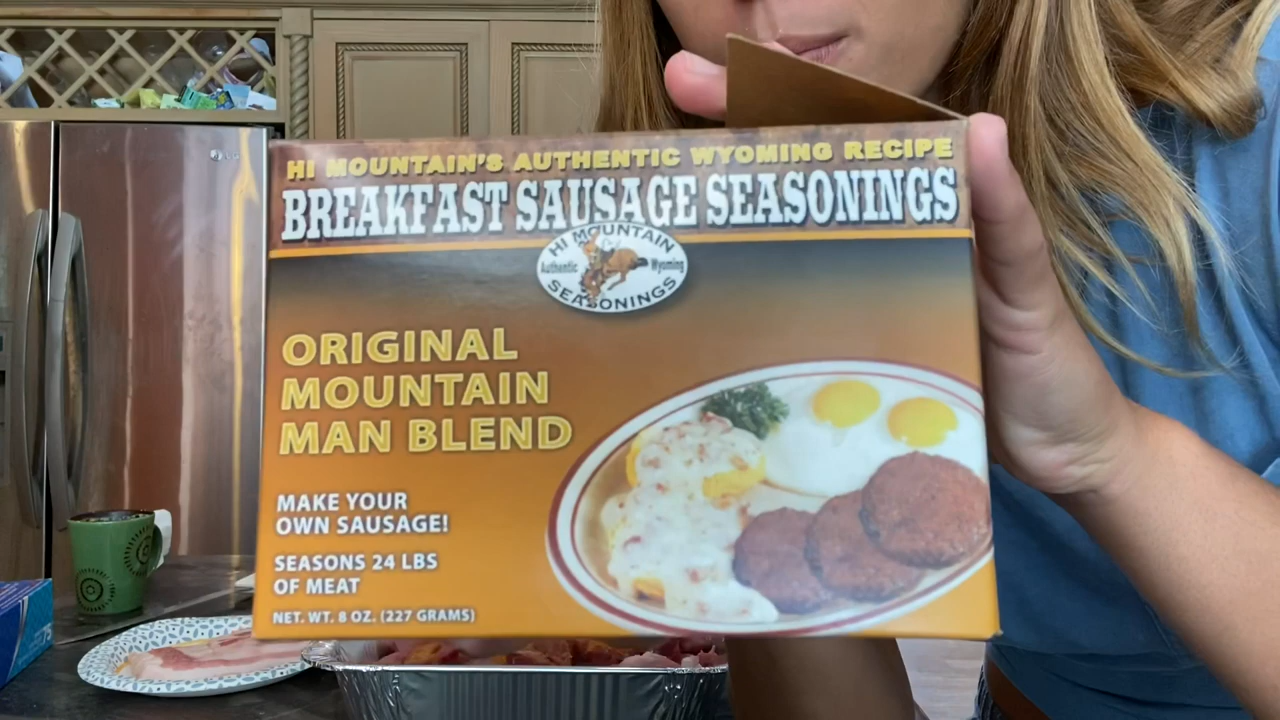 HI MOUNTAIN'S AUTHENTIC WYOMING RECIPE
BREAKFAST SAUSAGE SEASONINGS
HI MOUNTAIN
Authentic Wyoming
SEASONINGS
ORIGINAL
MOUNTAIN
MAN BLEND
MAKE YOUR
OWN SAUSAGE!
SEASONS 24 LBS
OF MEAT
NET. WT. 8 OZ. (227 GRAMS)
75